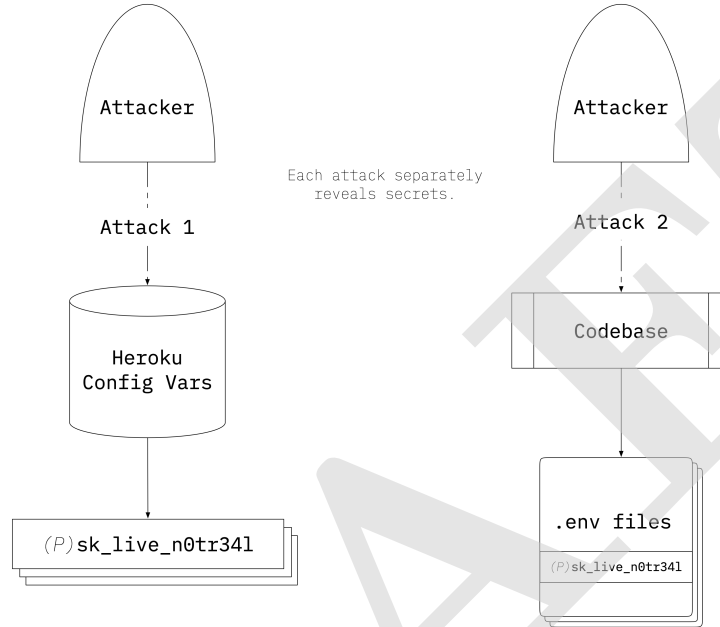 Attacker
Attacker
Each attack separately
reveals secrets.
Attack 1
Attack 2
Heroku
Config Vars
Codebase
(P)sk_live_n0tr34l
.env files
(P)sk_live_n0tr34l